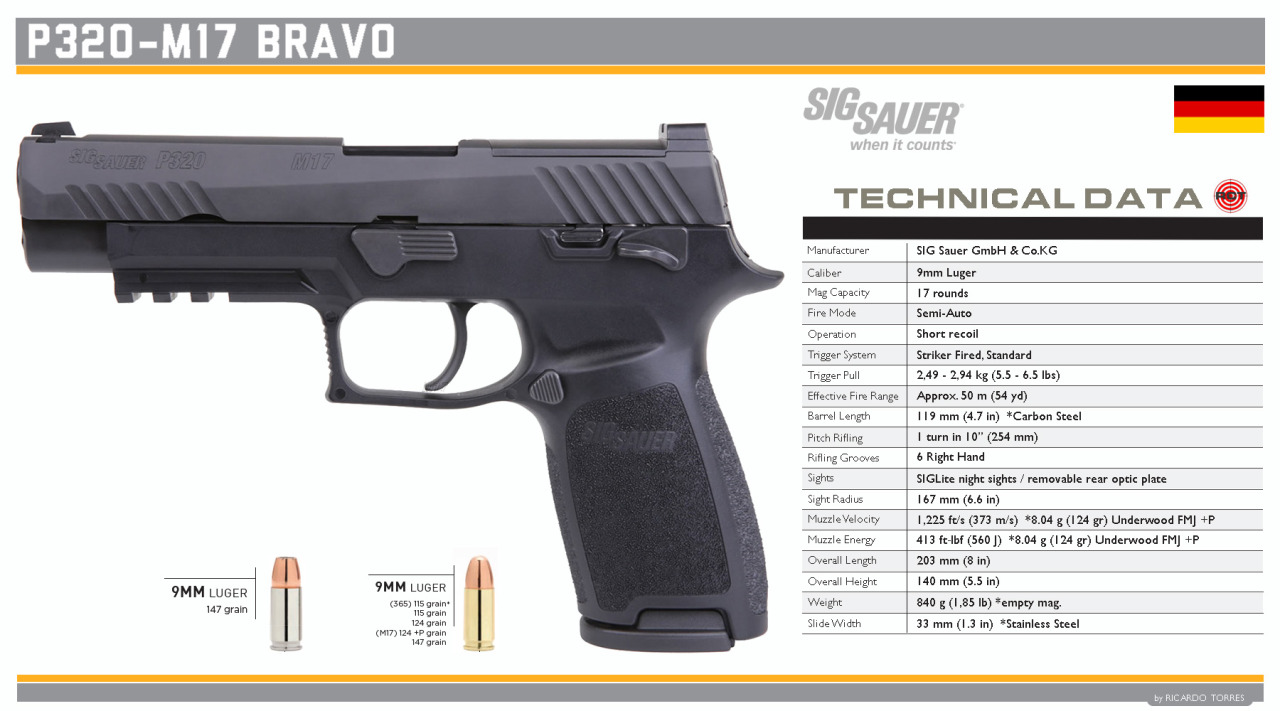 P320-M17 BRAVO
SIG SAUER®
when it counts™
SIG SAUER P320 M17
TECHNICAL DATA
RCT
Manufacturer SIG Sauer GmbH & Co.KG
Caliber 9mm Luger
Mag Capacity 17 rounds
Fire Mode Semi-Auto
Operation Short recoil
Trigger System Striker Fired, Standard
Trigger Pull 2,49 - 2,94 kg (5.5 - 6.5 lbs)
Effective Fire Range Approx. 50 m (54 yd)
Barrel Length 119 mm (4.7 in) *Carbon Steel
Pitch Rifling 1 turn in 10” (254 mm)
Rifling Grooves 6 Right Hand
Sights SIGLite night sights / removable rear optic plate
Sight Radius 167 mm (6.6 in)
Muzzle Velocity 1,225 ft/s (373 m/s) *8.04 g (124 gr) Underwood FMJ +P
Muzzle Energy 413 ft-lbf (560 J) *8.04 g (124 gr) Underwood FMJ +P
Overall Length 203 mm (8 in)
Overall Height 140 mm (5.5 in)
Weight 840 g (1,85 lb) *empty mag.
Slide Width 33 mm (1.3 in) *Stainless Steel
SIG SAUER
9MM LUGER
147 grain
9MM LUGER
(365) 115 grain*
115 grain
124 grain
(M17) 124 +P grain
147 grain
by RICARDO TORRES